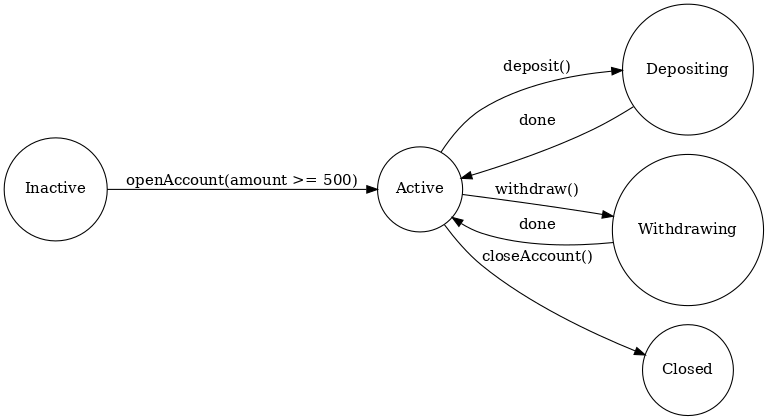 deposit()
Depositing
done
Inactive
openAccount(amount >= 500)
Active
withdraw()
done
Withdrawing
closeAccount()
Closed